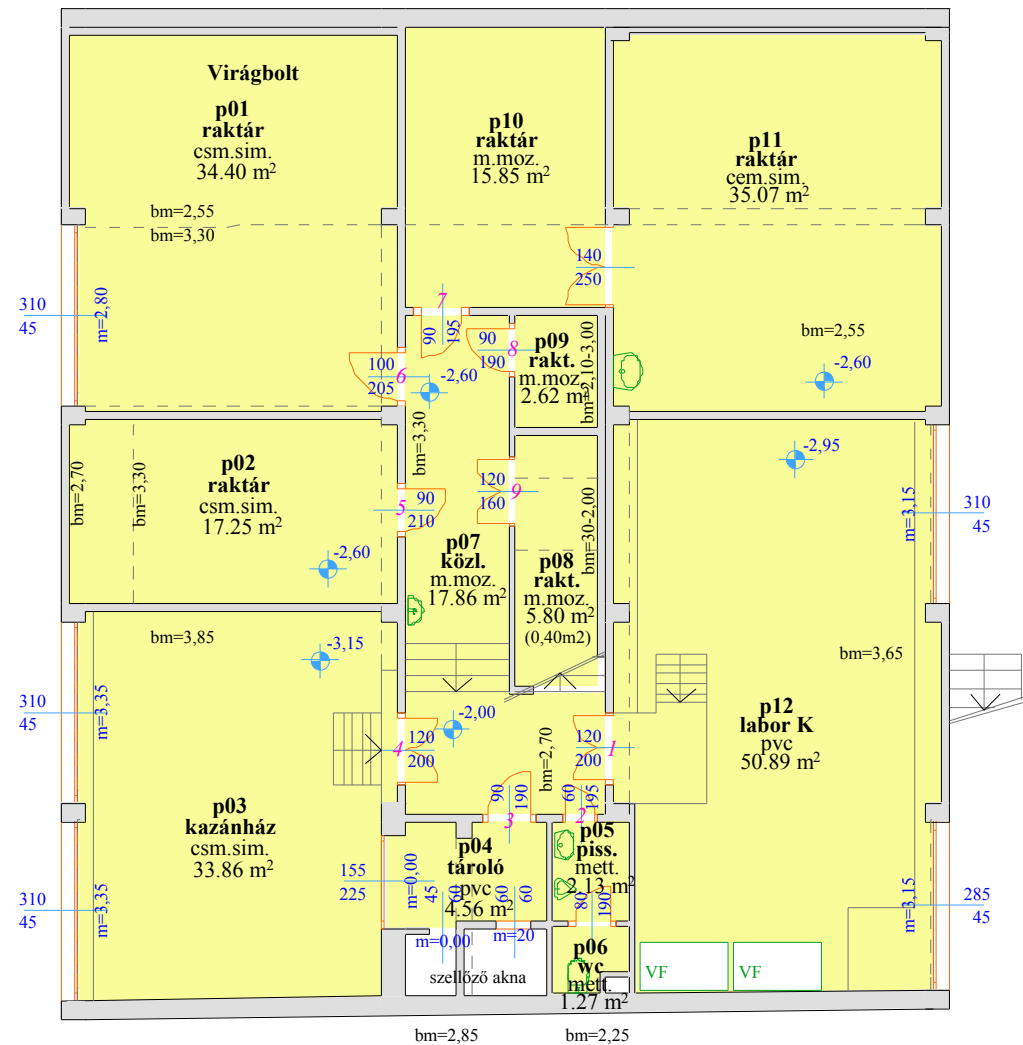 Virágbolt
p01
raktár
csm.sim.
34.40 m²
bm=2,55
bm=3,30
p10
raktár
m.moz.
15.85 m²
p11
raktár
cem.sim.
35.07 m²
140
250
310
45
m=2,80
7
90
195
90
190
8
p09
rakt.
m.moz.
2.62 m²
bm=2,10-3,00
bm=2,55
-2,60
100
205
6
-2,60
bm=3,30
p02
raktár
csm.sim.
17.25 m²
bm=2,70
bm=3,30
-2,60
90
210
5
120
160
9
-2,95
m=3,15
310
45
p07
közl.
m.moz.
17.86 m²
bm=30-2,00
p08
rakt.
m.moz.
5.80 m²
(0,40m2)
bm=3,85
-3,15
bm=3,65
310
45
m=3,35
-2,00
120
200
4
bm=2,70
120
200
1
p12
labor K
pvc
50.89 m²
p03
kazánház
csm.sim.
33.86 m²
90
190
3
60
195
2
p04
tároló
pvc
4.56 m²
p05
piss.
mett.
2.13 m²
155
225
m=0,00
45
60
60
60
80
190
310
45
m=3,35
m=3,15
285
45
m=0,00
m=20
szellőző akna
p06
wc
mett.
1.27 m²
VF
VF
bm=2,85
bm=2,25